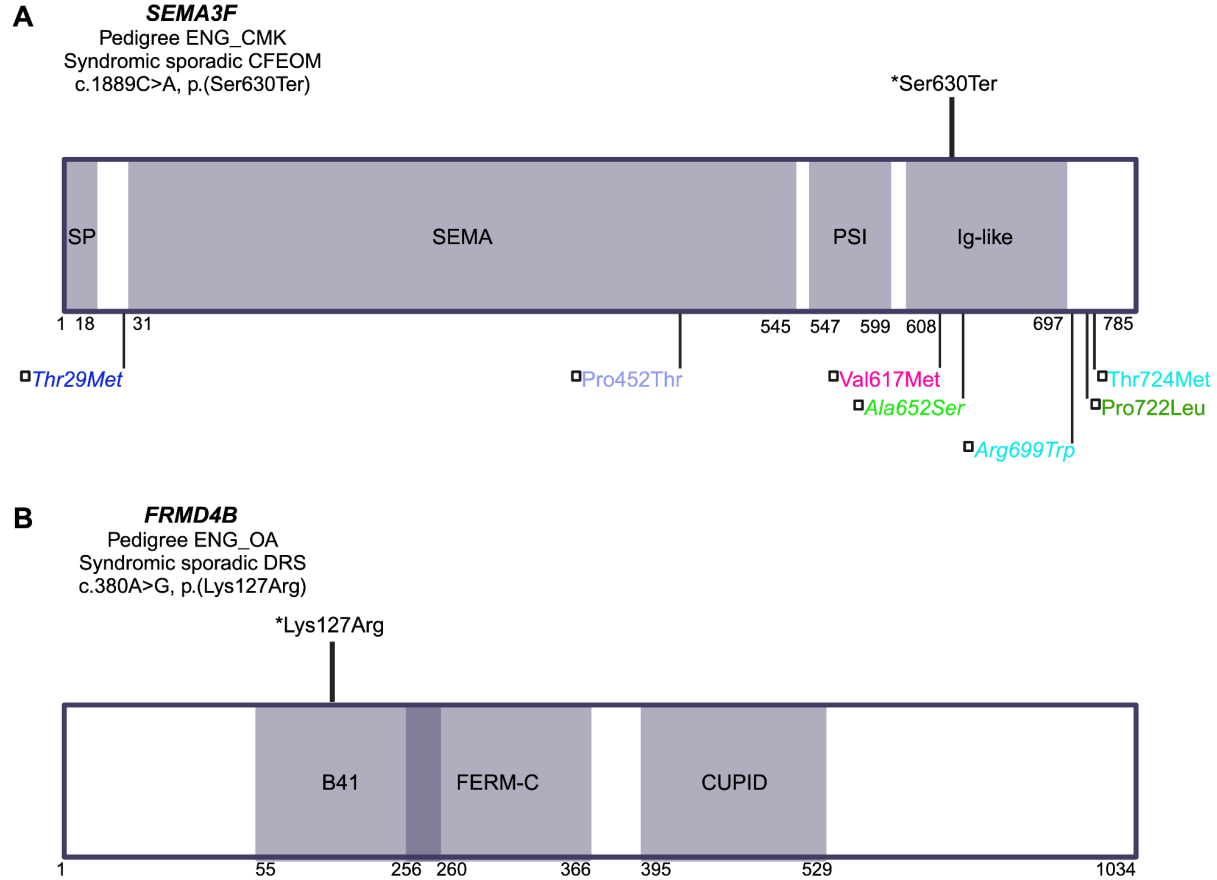 A
SEMA3F
Pedigree ENG_CMK
Syndromic sporadic CFEOM
c.1889C>A, p.(Ser630Ter)
*Ser630Ter
SP SEMA PSI Ig-like
1 18 31 545 547 599 608 697 785
Thr29Met Pro452Thr Val617Met Thr724Met
Ala652Ser Pro722Leu
Arg699Trp
B
FRMD4B
Pedigree ENG_OA
Syndromic sporadic DRS
c.380A>G, p.(Lys127Arg)
*Lys127Arg
B41 FERM-C CUPID
1 55 256 260 366 395 529 1034